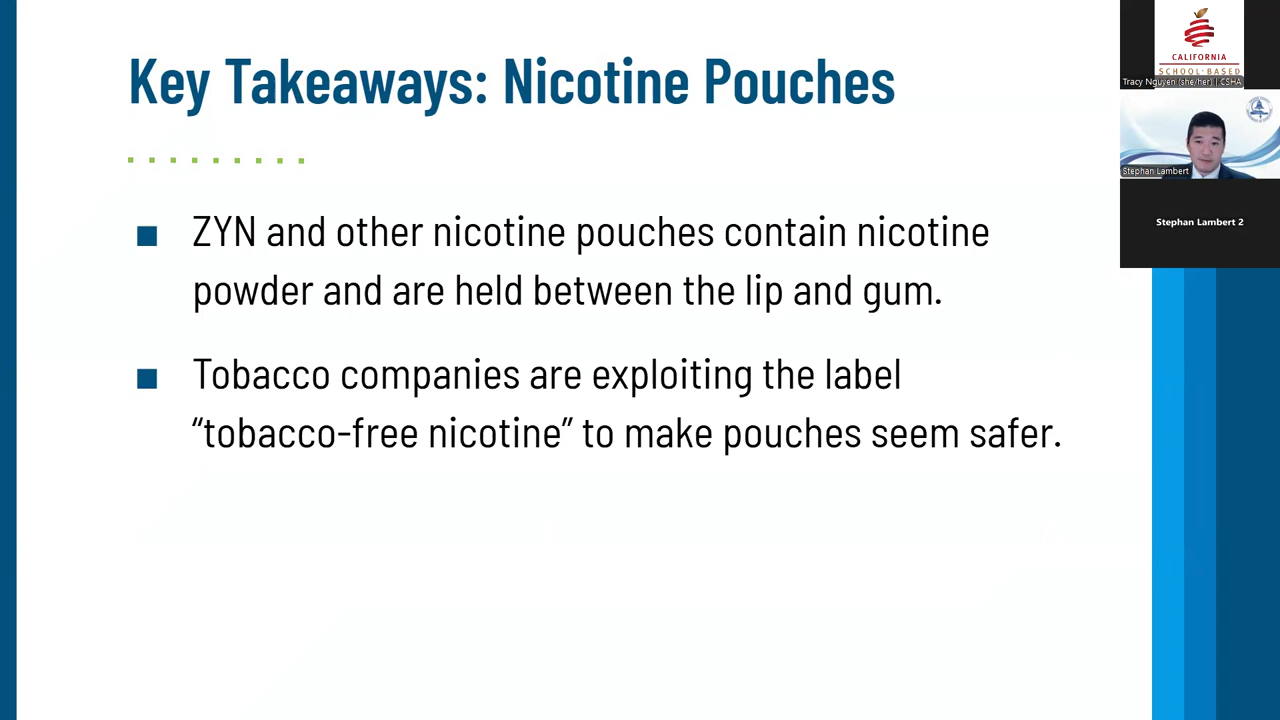 Key Takeaways: Nicotine Pouches
ZYN and other nicotine pouches contain nicotine
powder and are held between the lip and gum.
Tobacco companies are exploiting the label
“tobacco-free nicotine” to make pouches seem safer.
CALIFORNIA
SCHOOL-BASED
Tracy Nguyen (she/her) | CSHA
Stephan Lambert
Stephan Lambert 2